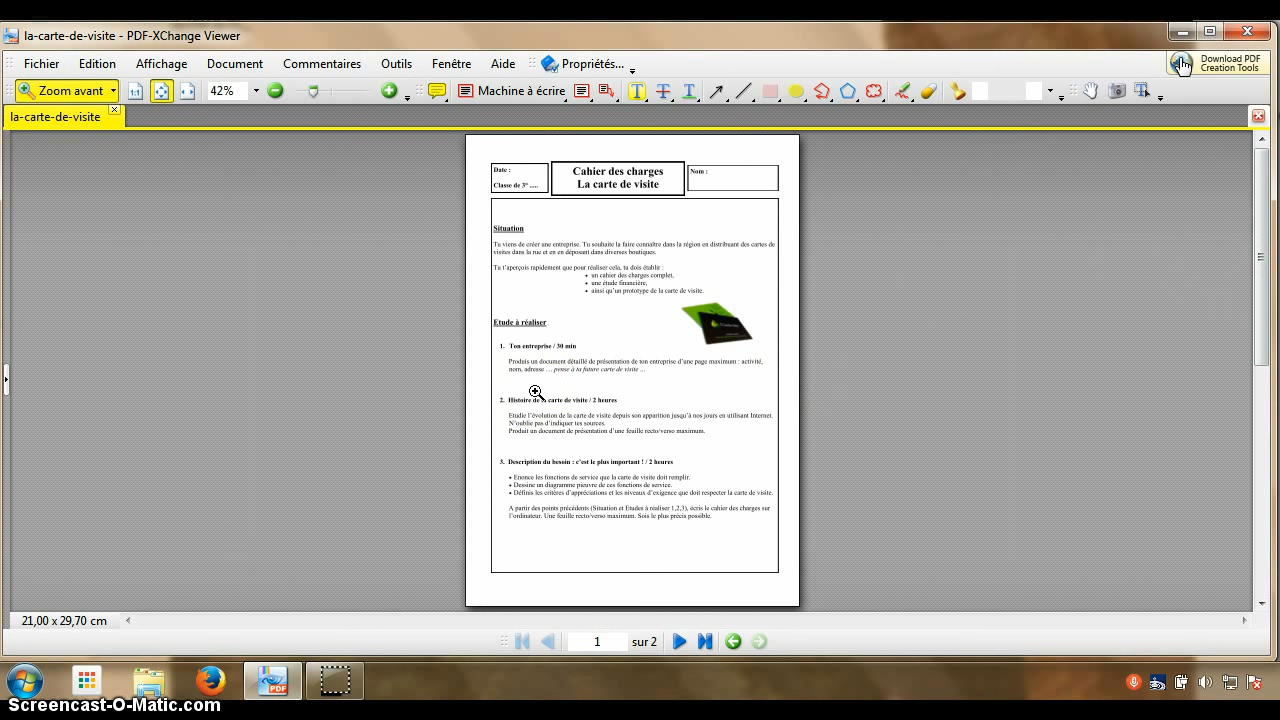 la-carte-de-visite - PDF-XChange Viewer
Fichier Edition Affichage Document Commentaires Outils Fenêtre Aide Propriétés...
Download PDF
Creation Tools
Zoom avant 42% Machine à écrire
la-carte-de-visite
Date :
Classe de 3° .....
Cahier des charges
La carte de visite
Nom :
Situation
Tu viens de créer une entreprise. Tu souhaite la faire connaître dans la région en distribuant des cartes de
visites dans la rue et en en déposant dans diverses boutiques.
Tu t'aperçois rapidement que pour réaliser cela, tu dois établir :
• un cahier des charges complet,
• une étude financière,
• ainsi qu'un prototype de la carte de visite.
Etude à réaliser
1. Ton entreprise / 30 min
Produis un document détaillé de présentation de ton entreprise d'une page maximum : activité,
nom, adresse … pense à ta future carte de visite ...
2. Histoire de carte de visite / 2 heures
Etudie l'évolution de la carte de visite depuis son apparition jusqu'à nos jours en utilisant Internet.
N'oublie pas d'indiquer tes sources.
Produit un document de présentation d'une feuille recto/verso maximum.
3. Description du besoin : c'est le plus important ! / 2 heures
• Enonce les fonctions de service que la carte de visite doit remplir.
• Dessine un diagramme pieuvre de ces fonctions de service.
• Définis les critères d'appréciations et les niveaux d'exigence que doit respecter la carte de visite.
A partir des points précédents (Situation et Etudes à réaliser 1,2,3), écris le cahier des charges sur
l'ordinateur. Une feuille recto/verso maximum. Sois le plus précis possible.
21,00 x 29,70 cm
1 sur 2
PDF
Screencast-O-Matic.com